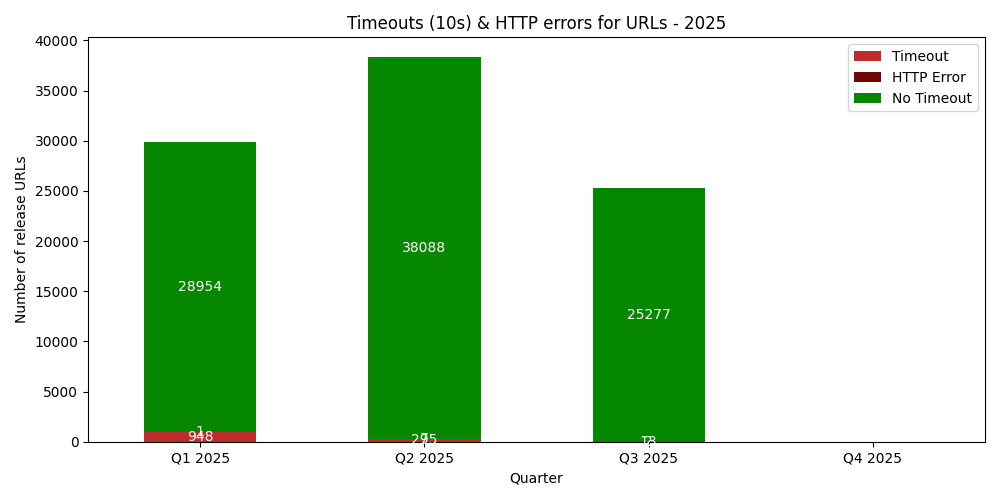 Timeouts (10s) & HTTP errors for URLs - 2025
40000
35000
30000
25000
20000
15000
10000
5000
0
Number of release URLs
Timeout
HTTP Error
No Timeout
28954
1
948
38088
295
25277
Q1 2025
Q2 2025
Q3 2025
Q4 2025
Quarter